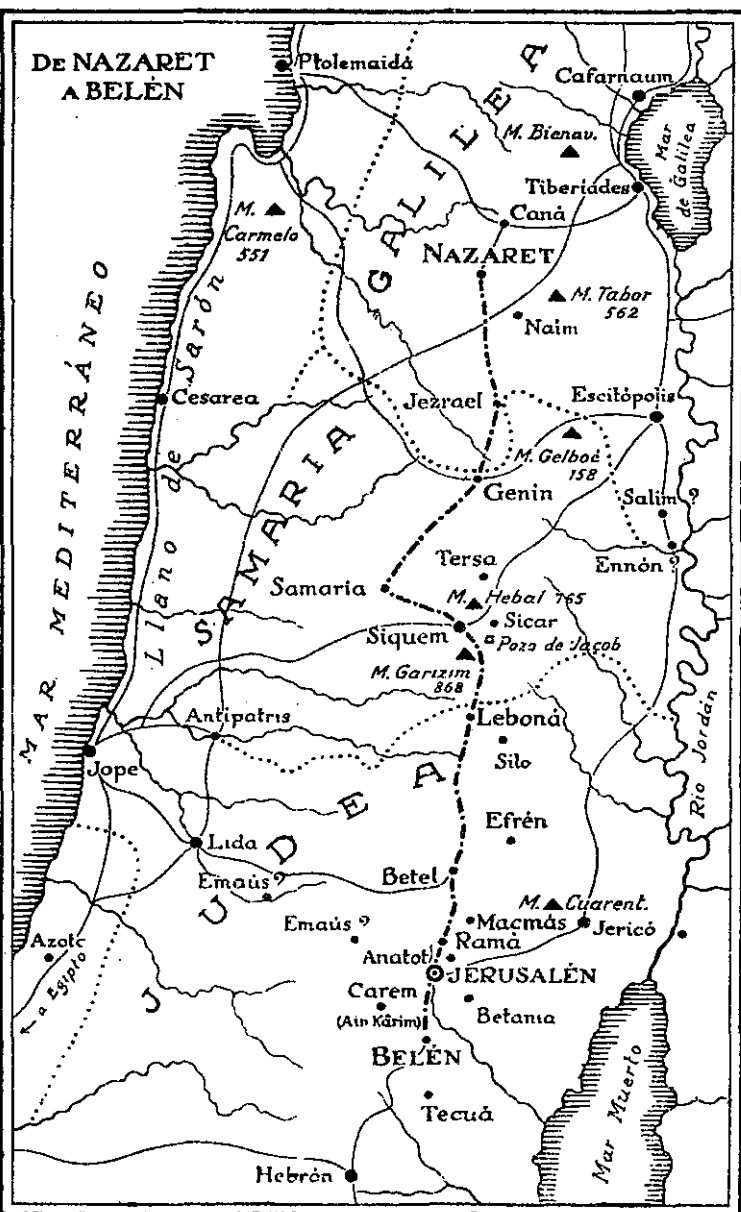 De NAZARET
A BELÉN
Ptolemaidá
Cafarnaum
GALILEA
M. Bienav.
Mar
de Galilea
Tiberíades
M.
Carmelo
551
Caná
NAZARET
M. Tabor
562
Naim
MAR MEDITERRÁNEO
Llano de Sarón
Cesarea
Jezrael
Escitópolis
M. Gelboé
158
SAMARIA
Genin
Salim ?
Ennón ?
Tersa
Samaria
M. Hebal 765
Sicar
Siquem
Pozo de Jacob
M. Garizim
868
Río Jordán
Antipatris
Leboná
Silo
Jope
JUDEA
Efrén
Lida
Betel
Emaús ?
M. Cuarent.
Emaús ?
Macmás
Jericó
Azote
Ramá
Anatot
← a Egipto
JERUSALÉN
Carem
(Ain Kârim)
Betania
BELÉN
Mar Muerto
Tecuá
Hebrón